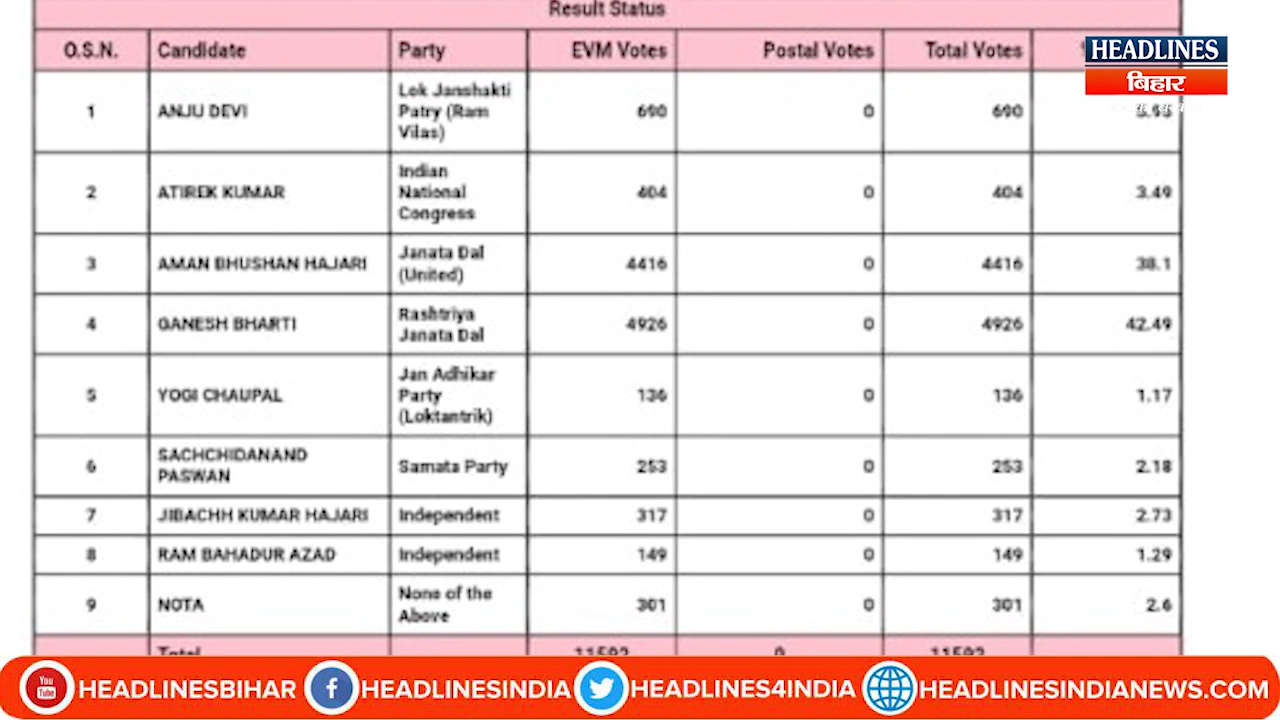 Result Status
O.S.N. Candidate Party EVM Votes Postal Votes Total Votes
HEADLINES
बिहार
1 ANJU DEVI Lok Janshakti Patry (Ram Vilas) 690 0 690
2 ATIREK KUMAR Indian National Congress 404 0 404 3.49
3 AMAN BHUSHAN HAJARI Janata Dal (United) 4416 0 4416 38.1
4 GANESH BHARTI Rashtriya Janata Dal 4926 0 4926 42.49
5 YOGI CHAUPAL Jan Adhikar Party (Loktantrik) 136 0 136 1.17
6 SACHCHIDANAND PASWAN Samata Party 253 0 253 2.18
7 JIBACHH KUMAR HAJARI Independent 317 0 317 2.73
8 RAM BAHADUR AZAD Independent 149 0 149 1.29
9 NOTA None of the Above 301 0 301 2.6
Total 11592 0 11592
You Tube HEADLINESBIHAR f HEADLINESINDIA HEADLINES4INDIA HEADLINESINDIANEWS.COM